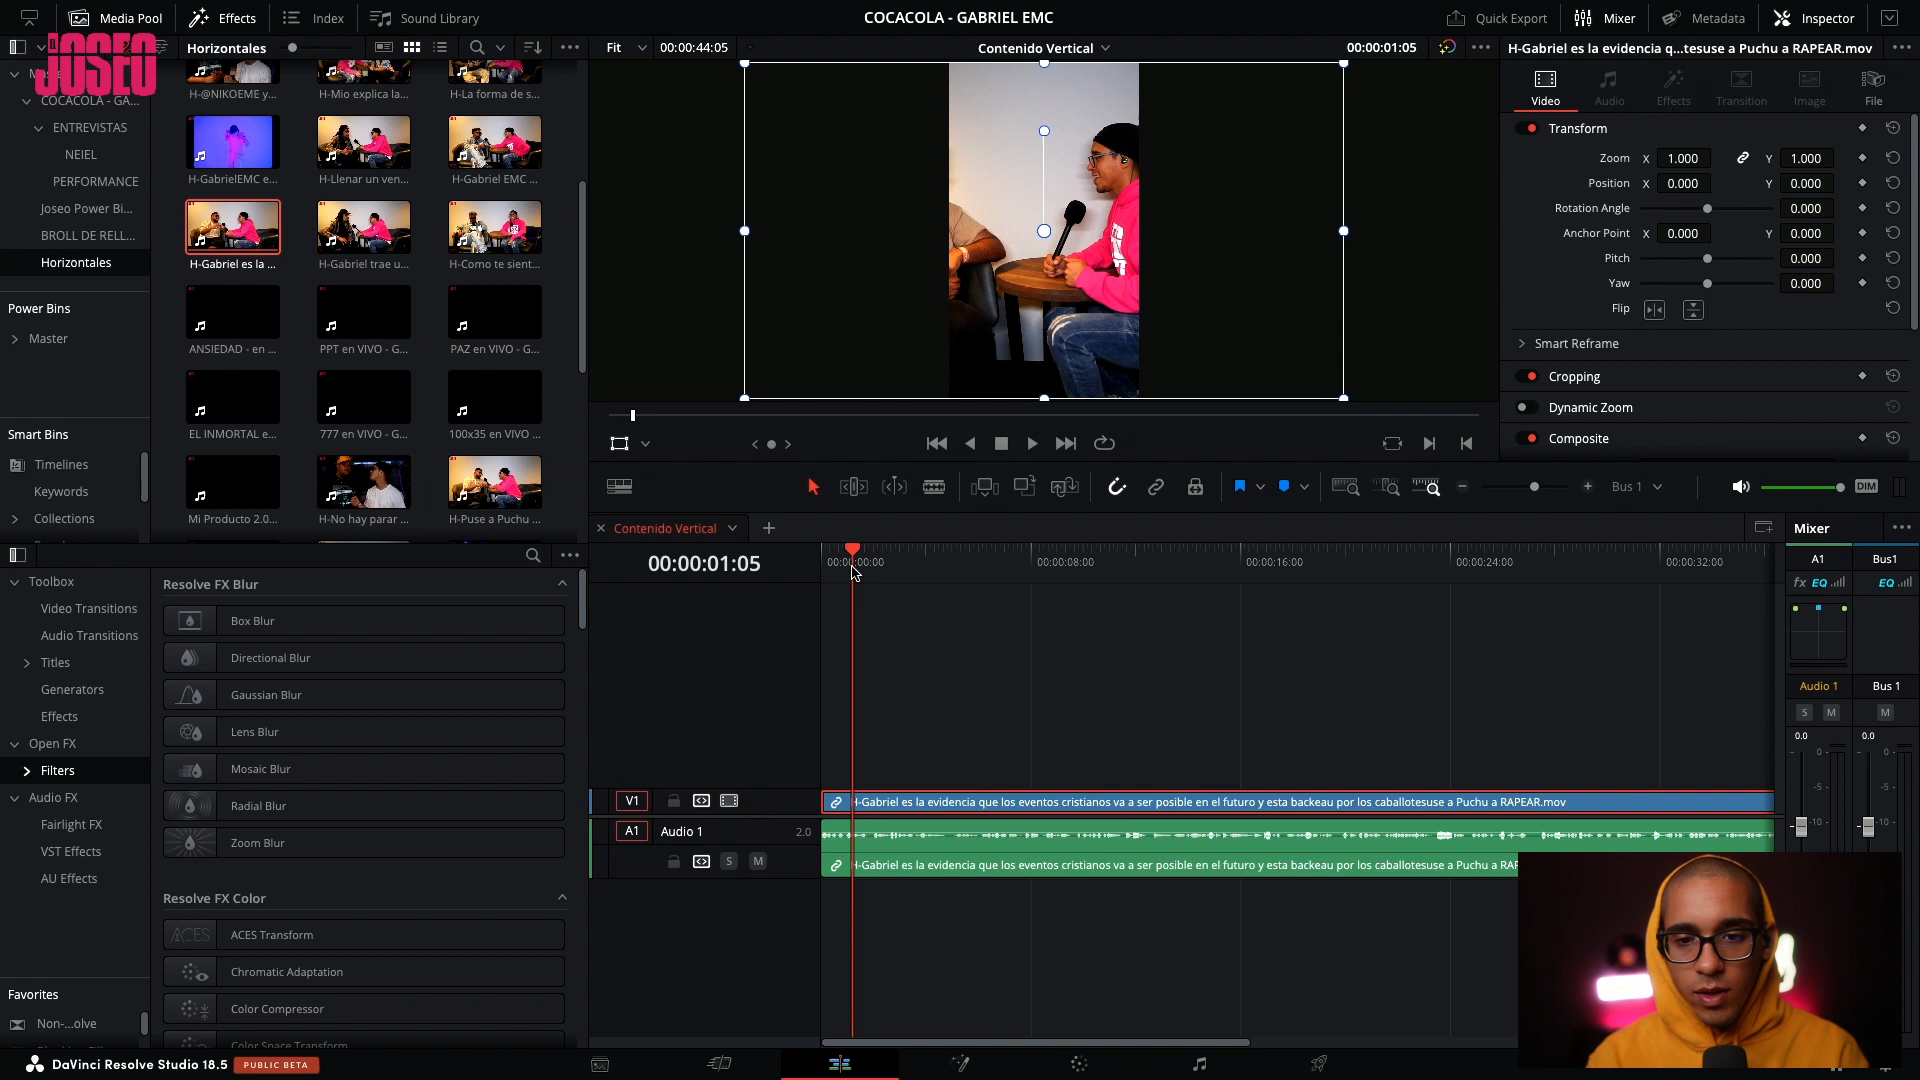 Media Pool
Effects
Index
Sound Library
COCACOLA - GABRIEL EMC
Quick Export
Mixer
Metadata
Inspector
JOSEO
Horizontales
Fit
00:00:44:05
Contenido Vertical
00:00:01:05
H-Gabriel es la evidencia q...tesuse a Puchu a RAPEAR.mov
COCACOLA - GA...
ENTREVISTAS
NEIEL
PERFORMANCE
Joseo Power Bi...
BROLL DE RELL...
Horizontales
Power Bins
Master
Smart Bins
Timelines
Keywords
Collections
H-@NIKOEME y...
H-Mio explica la...
H-La forma de s...
H-GabrielEMC e...
H-Llenar un ven...
H-Gabriel EMC ...
H-Gabriel es la ...
H-Gabriel trae u...
H-Como te sient...
ANSIEDAD - en ...
PPT en VIVO - G...
PAZ en VIVO - G...
EL INMORTAL e...
777 en VIVO - G...
100x35 en VIVO ...
Mi Producto 2.0...
H-No hay parar ...
H-Puse a Puchu ...
Video
Audio
Effects
Transition
Image
File
Transform
Zoom X 1.000 Y 1.000
Position X 0.000 Y 0.000
Rotation Angle 0.000
Anchor Point X 0.000 Y 0.000
Pitch 0.000
Yaw 0.000
Flip
Smart Reframe
Cropping
Dynamic Zoom
Composite
Bus 1
DIM
Contenido Vertical
Mixer
00:00:01:05
00:00:00:00
00:00:08:00
00:00:16:00
00:00:24:00
00:00:32:00
A1
Bus1
fx EQ
EQ
Audio 1
Bus 1
S M
M
0.0
0.0
0
0
-5
-5
-10
-10
V1
H-Gabriel es la evidencia que los eventos cristianos va a ser posible en el futuro y esta backeau por los caballotesuse a Puchu a RAPEAR.mov
A1 Audio 1 2.0
S M
H-Gabriel es la evidencia que los eventos cristianos va a ser posible en el futuro y esta backeau por los caballotesuse a Puchu a RAP
Toolbox
Video Transitions
Audio Transitions
Titles
Generators
Effects
Open FX
Filters
Audio FX
Fairlight FX
VST Effects
AU Effects
Favorites
Non-...olve
Resolve FX Blur
Box Blur
Directional Blur
Gaussian Blur
Lens Blur
Mosaic Blur
Radial Blur
Zoom Blur
Resolve FX Color
ACES
ACES Transform
Chromatic Adaptation
Color Compressor
Color Space Transform
DaVinci Resolve Studio 18.5
PUBLIC BETA